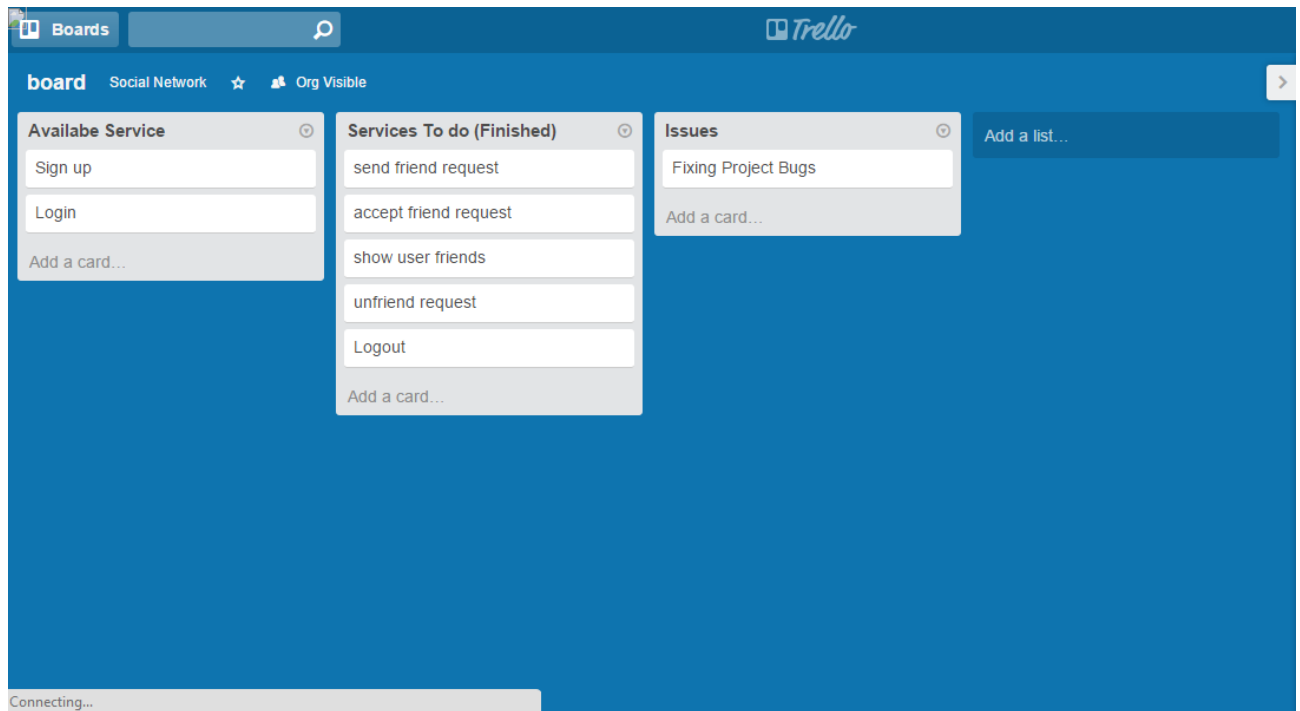 Boards
Trello
board Social Network Org Visible
Availabe Service
Sign up
Login
Add a card...
Services To do (Finished)
send friend request
accept friend request
show user friends
unfriend request
Logout
Add a card...
Issues
Fixing Project Bugs
Add a card...
Add a list...
Connecting...